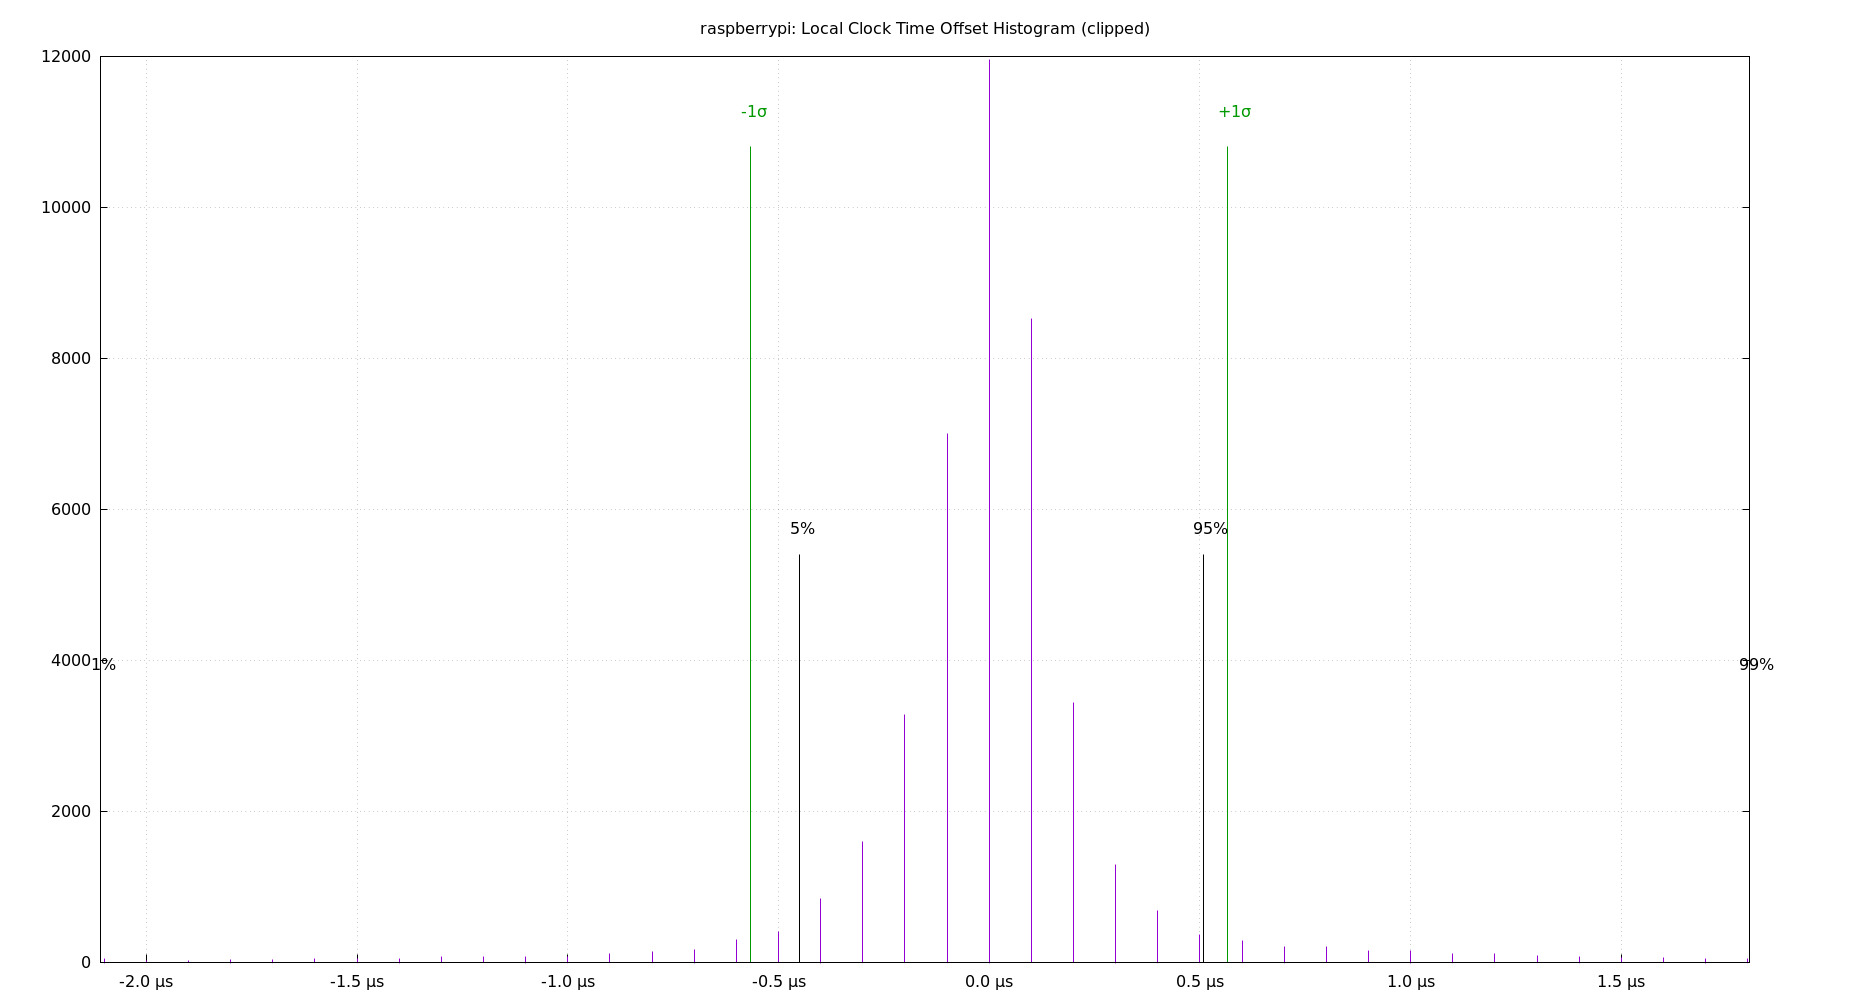 raspberrypi: Local Clock Time Offset Histogram (clipped)
12000
-1σ
+1σ
10000
8000
6000
5%
95%
4000
1%
99%
2000
0
-2.0 µs
-1.5 µs
-1.0 µs
-0.5 µs
0.0 µs
0.5 µs
1.0 µs
1.5 µs